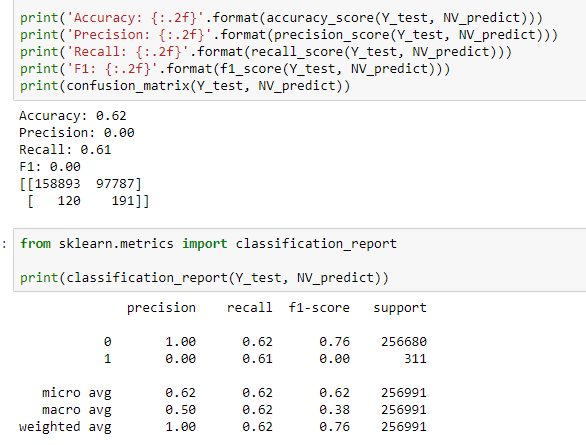 print('Accuracy: {:.2f}'.format(accuracy_score(Y_test, NV_predict)))
print('Precision: {:.2f}'.format(precision_score(Y_test, NV_predict)))
print('Recall: {:.2f}'.format(recall_score(Y_test, NV_predict)))
print('F1: {:.2f}'.format(f1_score(Y_test, NV_predict)))
print(confusion_matrix(Y_test, NV_predict))
Accuracy: 0.62
Precision: 0.00
Recall: 0.61
F1: 0.00
[[158893  97787]
 [   120    191]]
: from sklearn.metrics import classification_report
print(classification_report(Y_test, NV_predict))
              precision    recall  f1-score   support
           0       1.00      0.62      0.76    256680
           1       0.00      0.61      0.00       311
   micro avg       0.62      0.62      0.62    256991
   macro avg       0.50      0.62      0.38    256991
weighted avg       1.00      0.62      0.76    256991